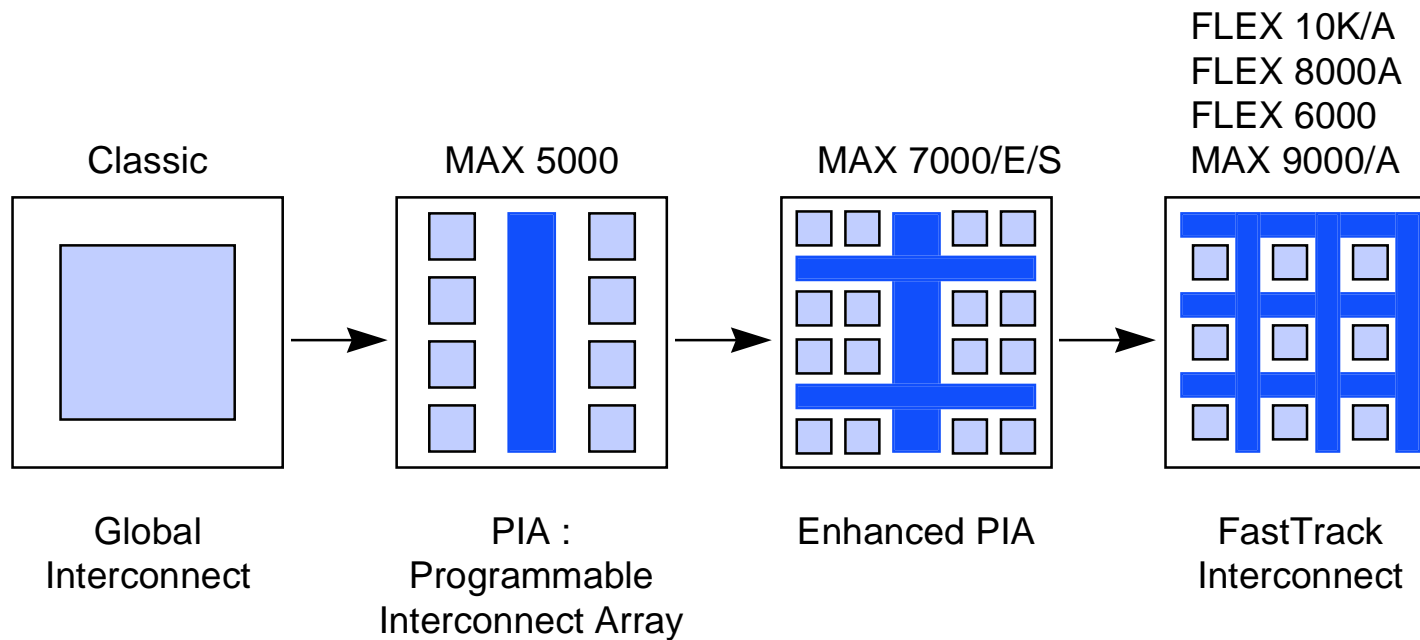 Classic
Global
Interconnect
MAX 5000
PIA :
Programmable
Interconnect Array
MAX 7000/E/S
Enhanced PIA
FLEX 10K/A
FLEX 8000A
FLEX 6000
MAX 9000/A
FastTrack
Interconnect